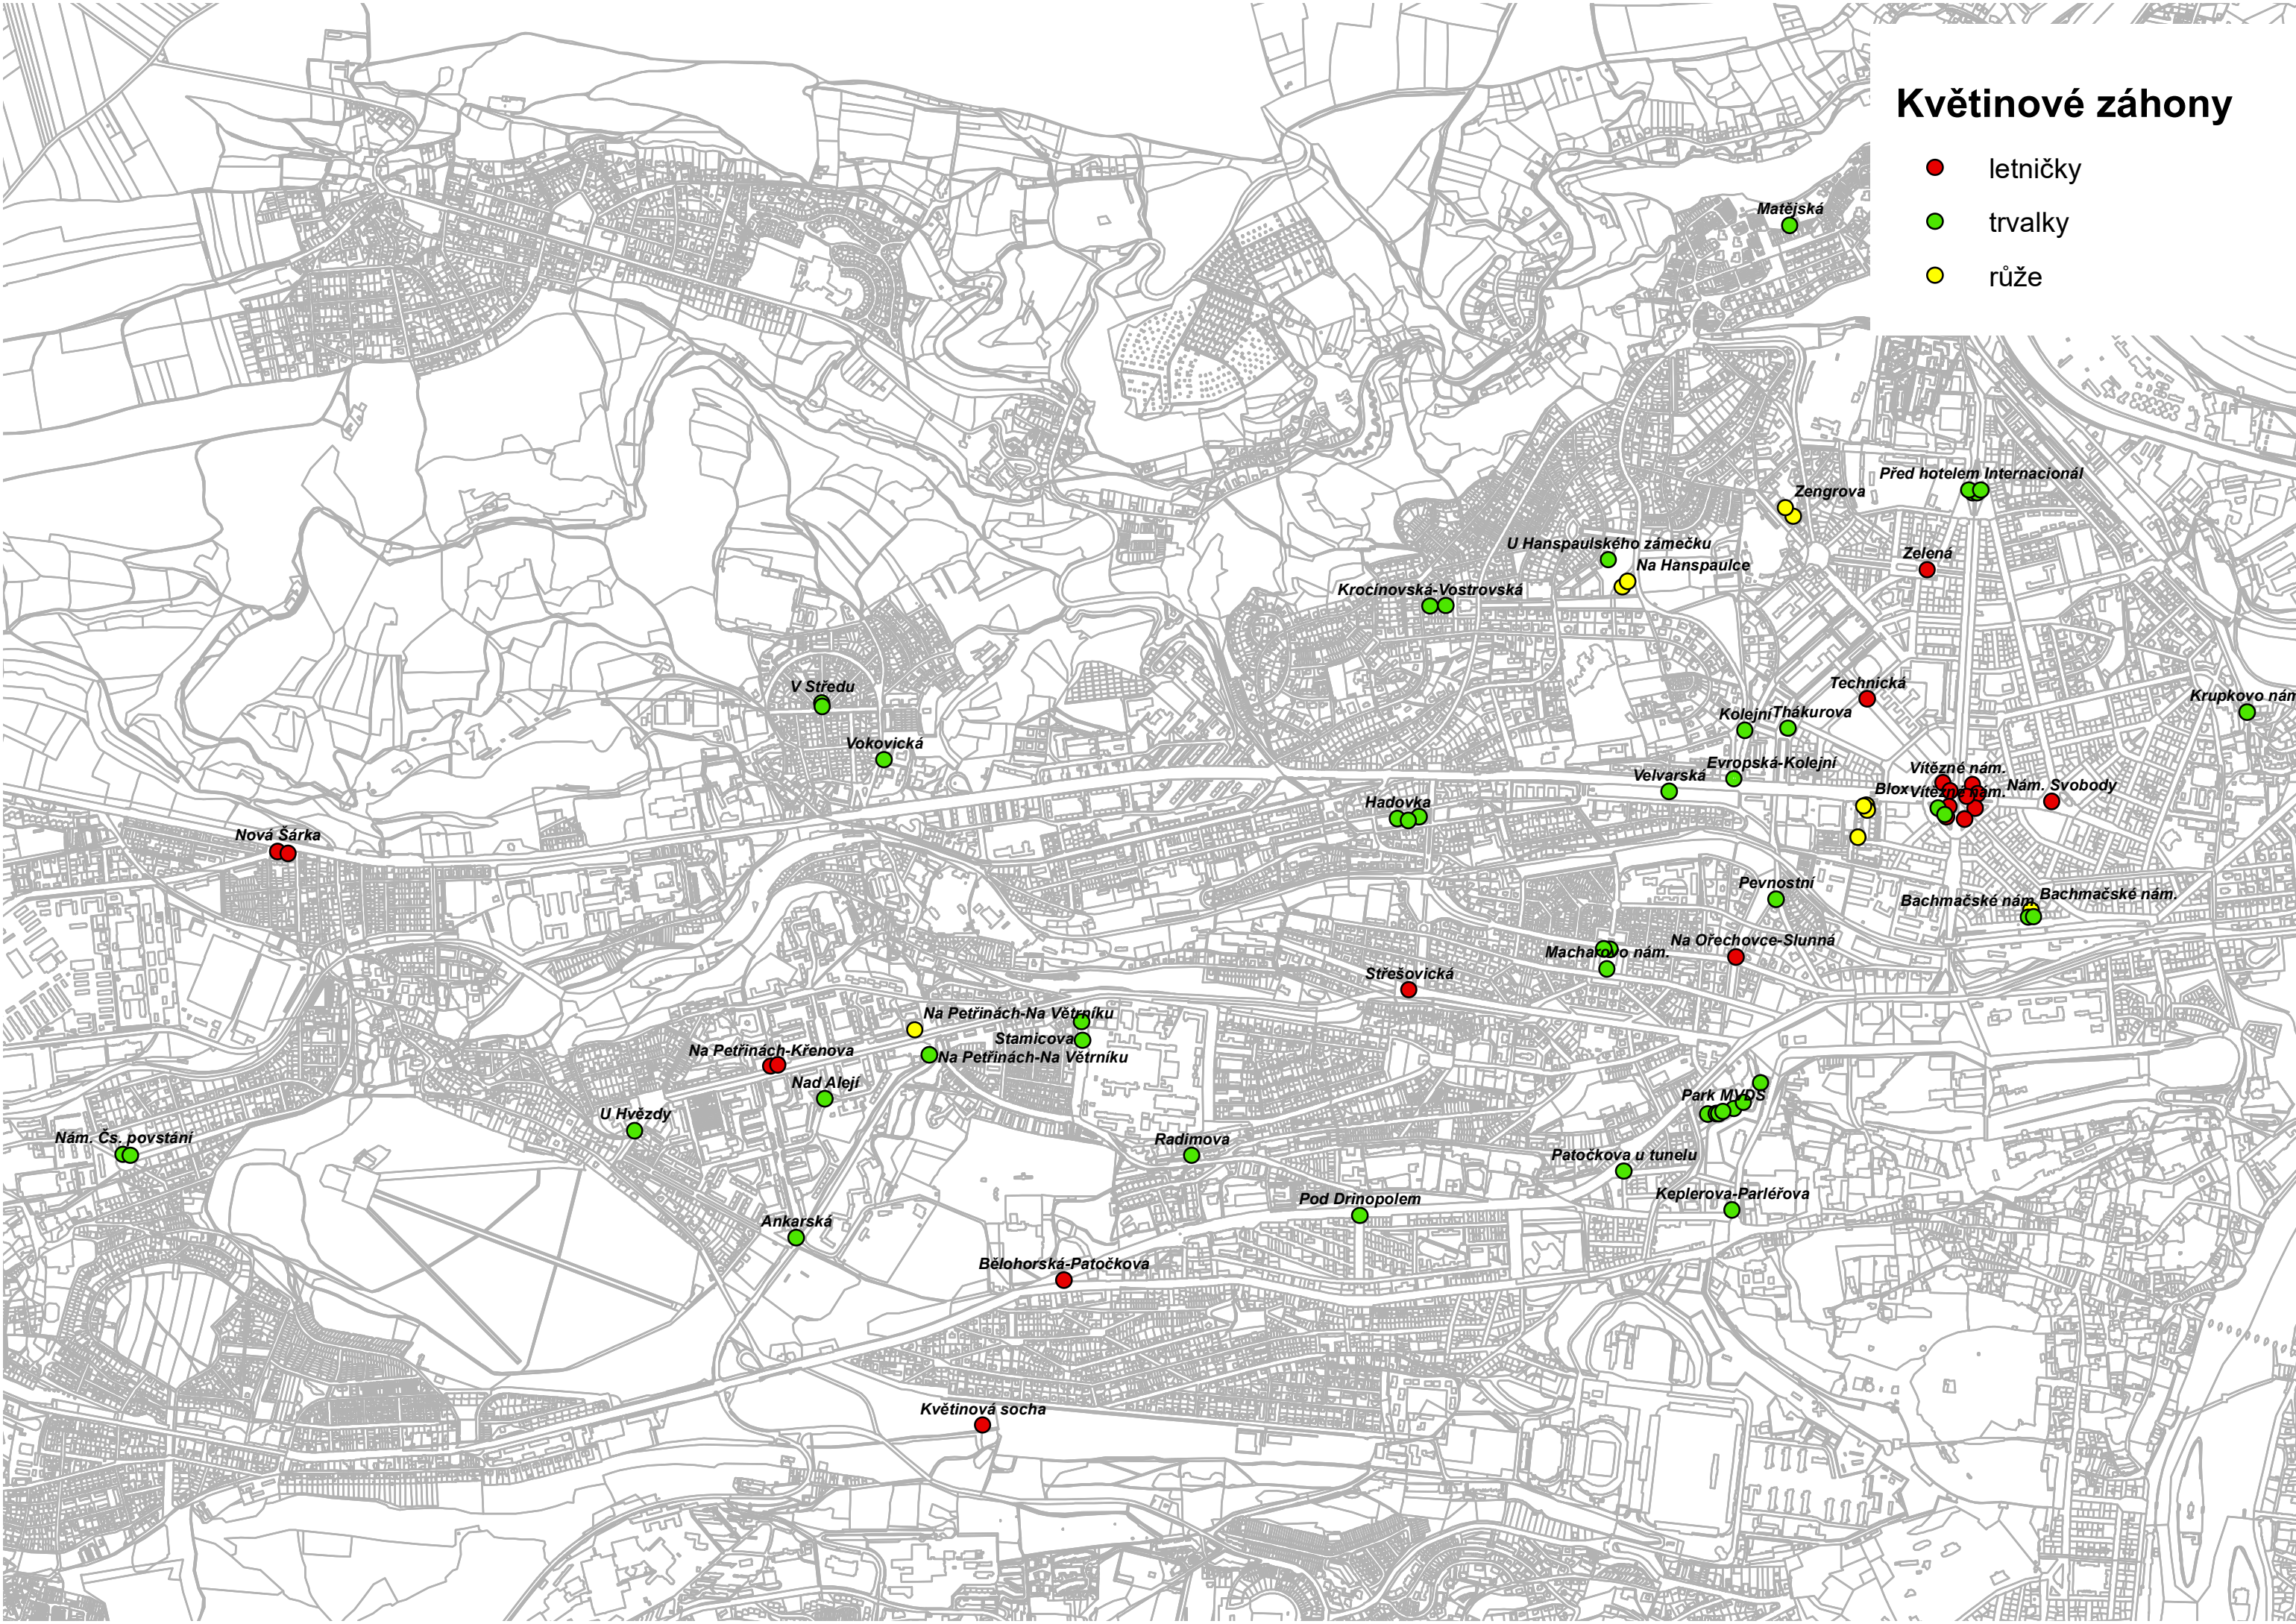 Květinové záhony
letničky
trvalky
růže
Matějská
Před hotelem Internacionál
Zengrova
U Hanspaulského zámečku
Zelená
Na Hanspaulce
Krocínovská-Vostrovská
Technická
V Středu
Krupkovo nám
Kolejní
Thákurova
Vokovická
Evropská-Kolejní
Vítězné nám.
Velvarská
Nám. Svobody
Blox
Vítězné nám.
Hadovka
Nová Šárka
Pevnostní
Bachmačské nám.
Bachmačské nám.
Na Ořechovce-Slunná
Macharovo nám.
Střešovická
Na Petřinách-Na Větrníku
Stamicova
Na Petřinách-Křenova
Na Petřinách-Na Větrníku
Nad Alejí
Park MVDS
U Hvězdy
Nám. Čs. povstání
Radimova
Patočkova u tunelu
Keplerova-Parléřova
Pod Drinopolem
Ankarská
Bělohorská-Patočkova
Květinová socha